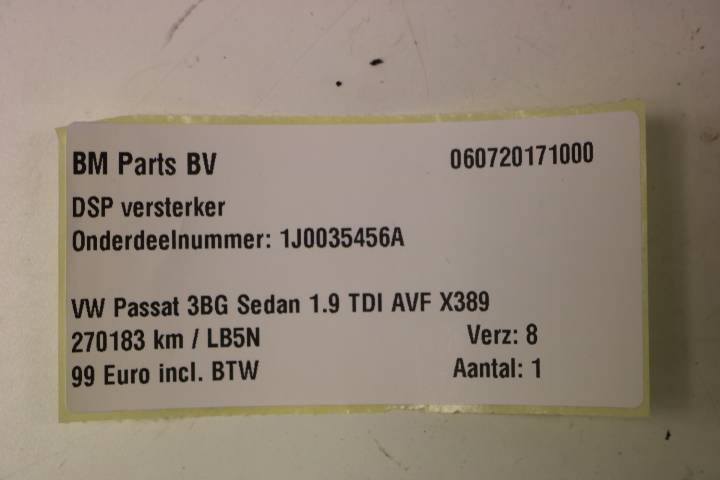 BM Parts BV 060720171000
DSP versterker
Onderdeelnummer: 1J0035456A
VW Passat 3BG Sedan 1.9 TDI AVF X389
270183 km / LB5N Verz: 8
99 Euro incl. BTW Aantal: 1